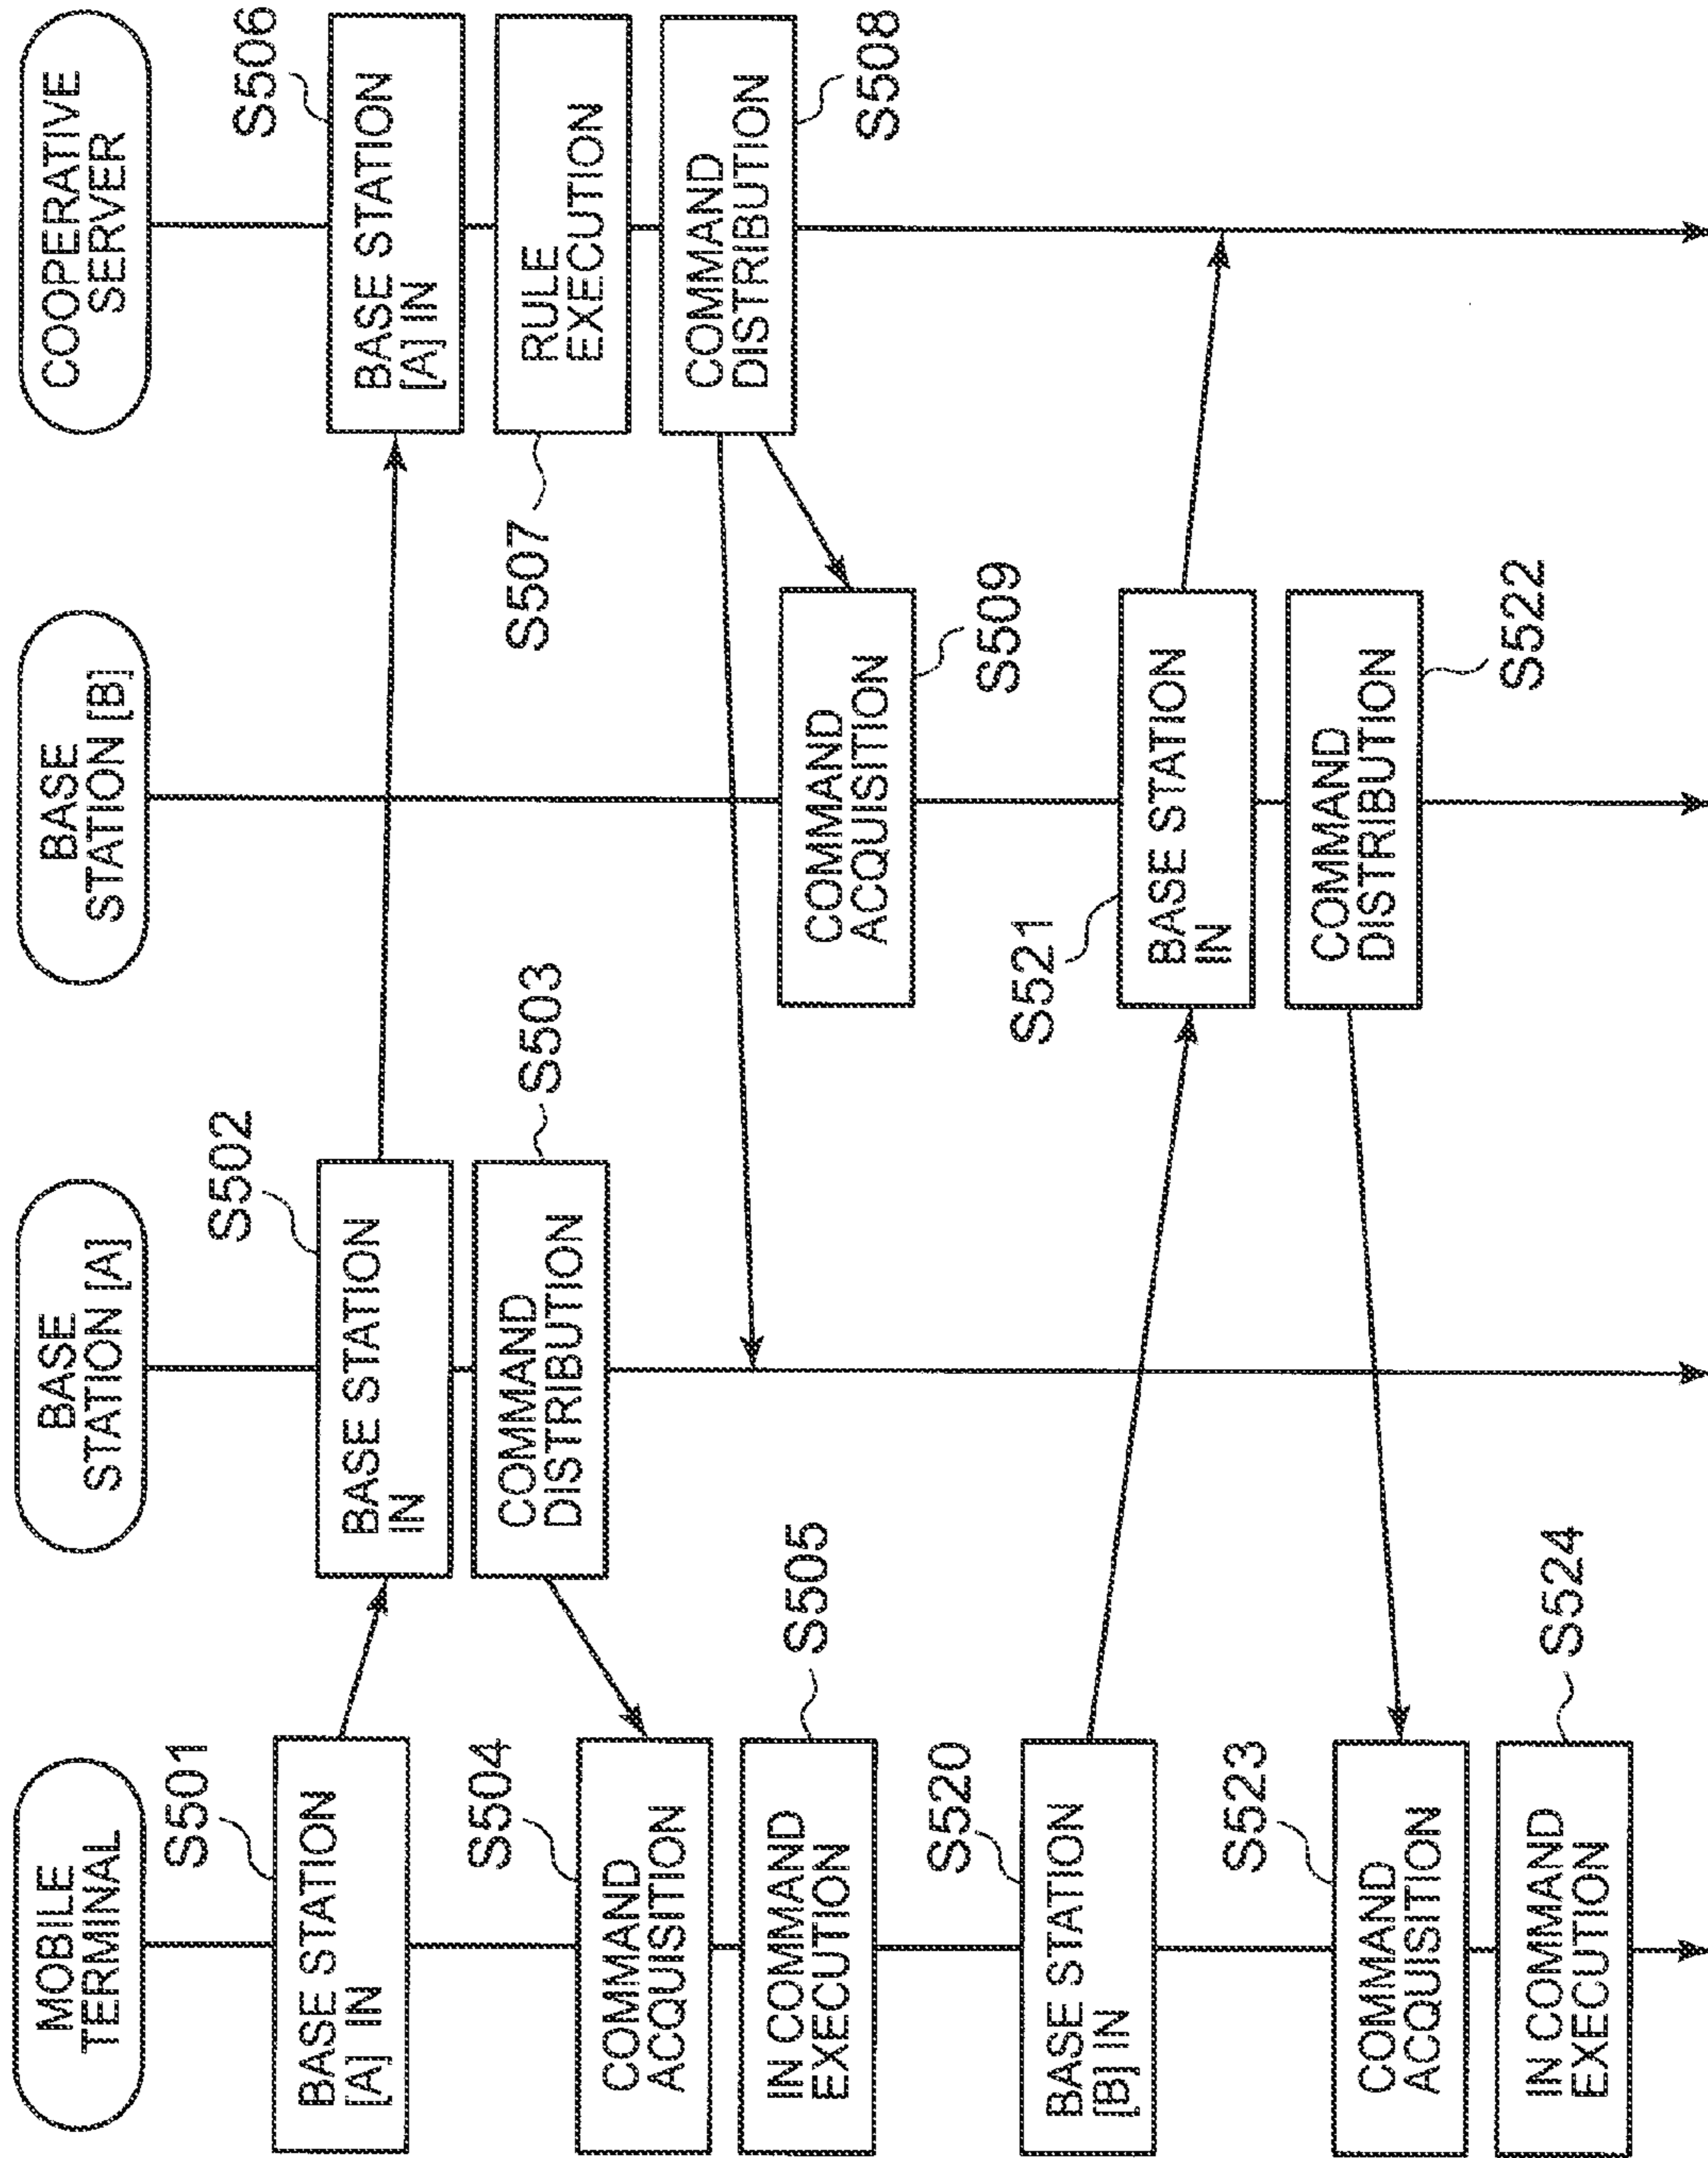 MOBILE
TERMINAL
BASE
STATION [A]
BASE
STATION [B]
COOPERATIVE
SERVER
S501
BASE STATION
[A] IN
S502
BASE STATION
IN
S506
BASE STATION
[A] IN
S503
COMMAND
DISTRIBUTION
S507
RULE
EXECUTION
S504
COMMAND
ACQUISITION
COMMAND
DISTRIBUTION
S508
S505
IN COMMAND
EXECUTION
COMMAND
ACQUISITION
S509
S520
BASE STATION
[B] IN
S521
BASE STATION
IN
S523
COMMAND
ACQUISITION
COMMAND
DISTRIBUTION
S522
S524
IN COMMAND
EXECUTION